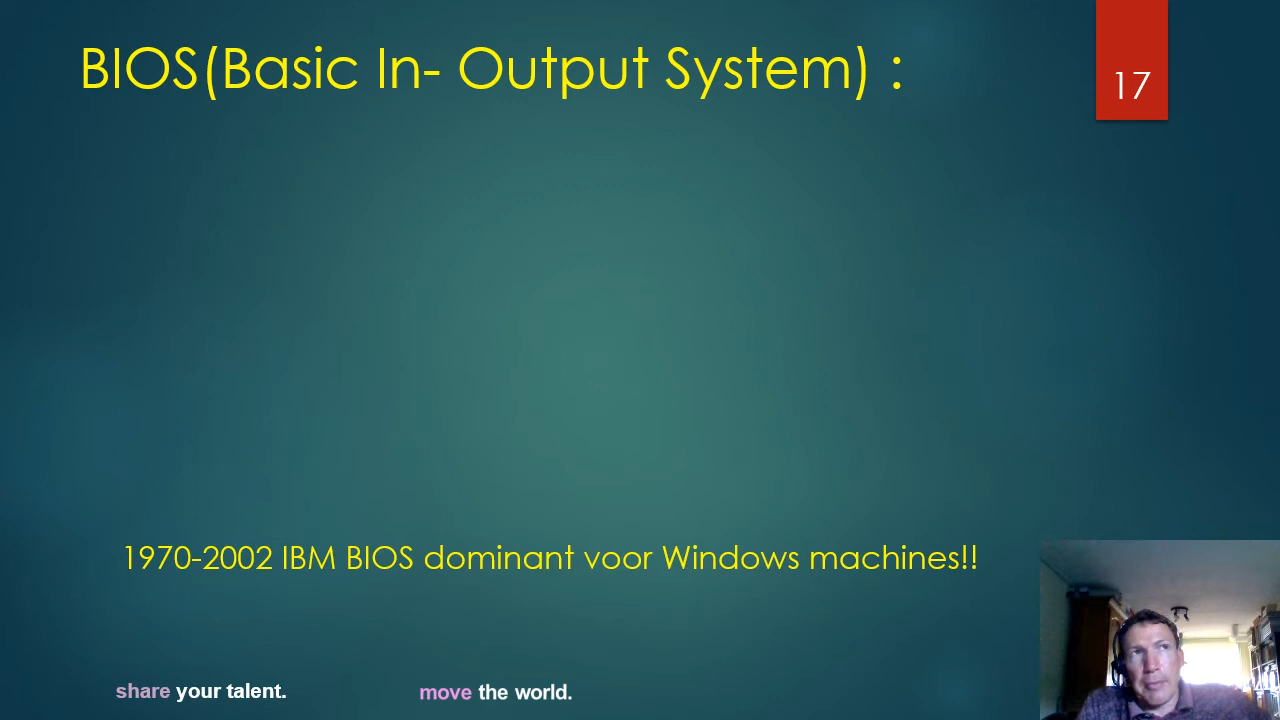 BIOS(Basic In- Output System) :
17
1970-2002 IBM BIOS dominant voor Windows machines!!
share your talent.
move the world.